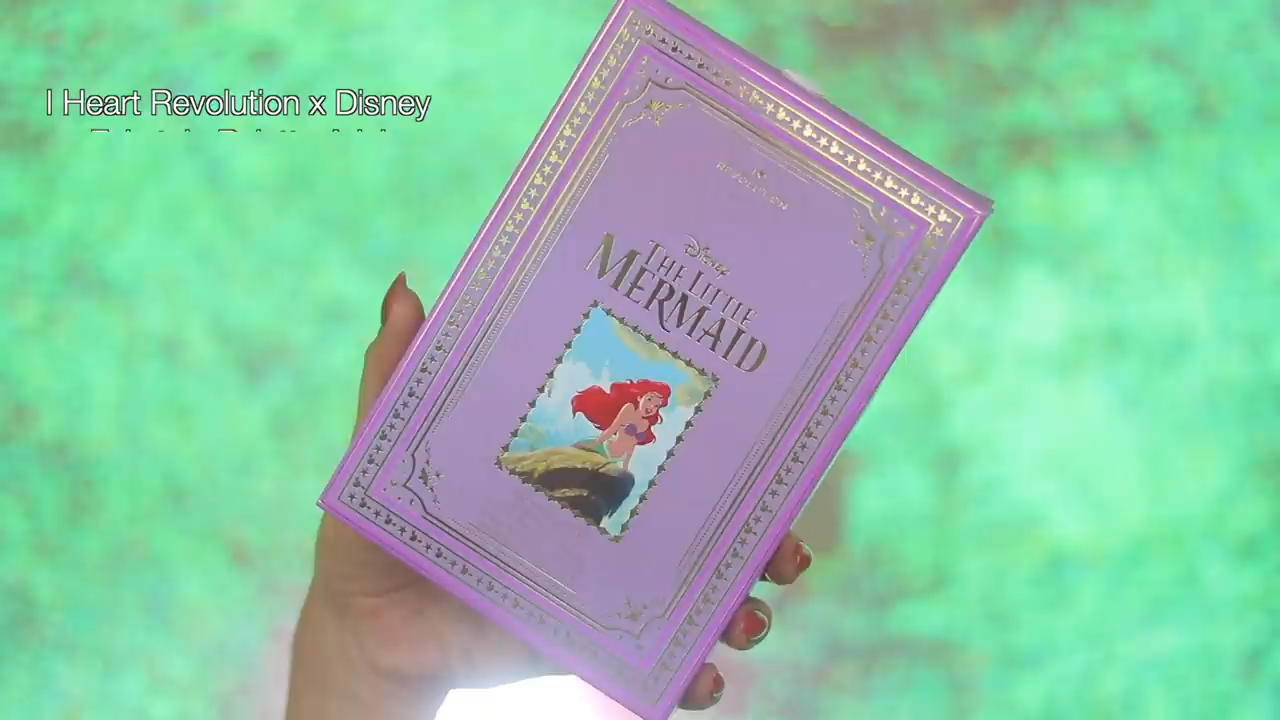 I Heart Revolution x Disney
I♥
REVOLUTION
Disney
THE LITTLE
MERMAID